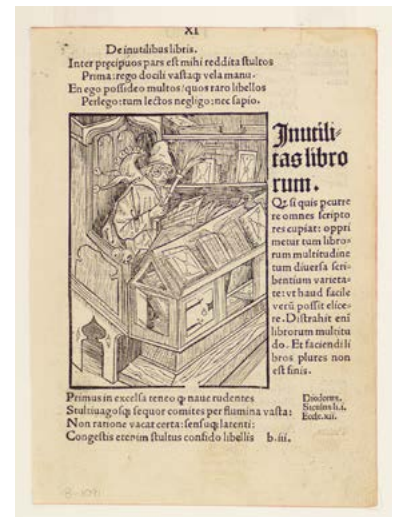 XI
De inutilibus libris.
Inter pręcipuos pars eſt mihi reddita ſtultos
Prima: rego docili vaſtaq; vela manu.
En ego poſſideo multos/quos raro libellos
Perlego: tum lectos negligo: nec ſapio.
Inutili-
tas libro
rum.
Qꝫ ſi quis pcurre
re omnes ſcripto
res cupiat: oppri
metur tum libro-
rum multitudine
tum diuerſa ſcri-
bentium varieta-
te: vt haud facile
verū poſſit elice-
re. Diſtrahit eni
librorum multitu
do. Et faciendi li
bros plures non
eſt finis.
Primus in excelſa teneo q naue rudentes
Stultiuagoſq; ſequor comites per flumina vaſta:
Non ratione vacat certa: ſenſuq; latenti:
Congeſtis etenim ſtultus confido libellis b.iii.
Diodorus.
Siculus li.i.
Eccle.xii.